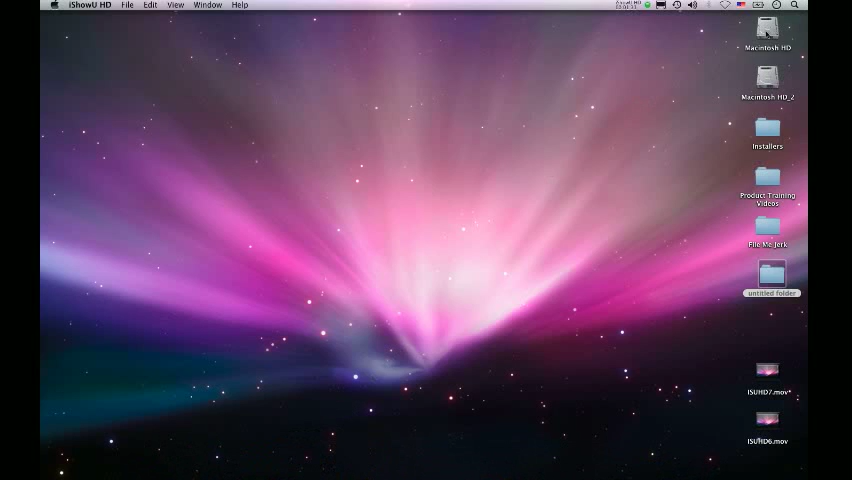 iShowU HD File Edit View Window Help
Macintosh HD
Macintosh HD_2
Installers
Product Training
Videos
File Me Jerk
untitled folder
ISUHD7.mov
ISUHD6.mov